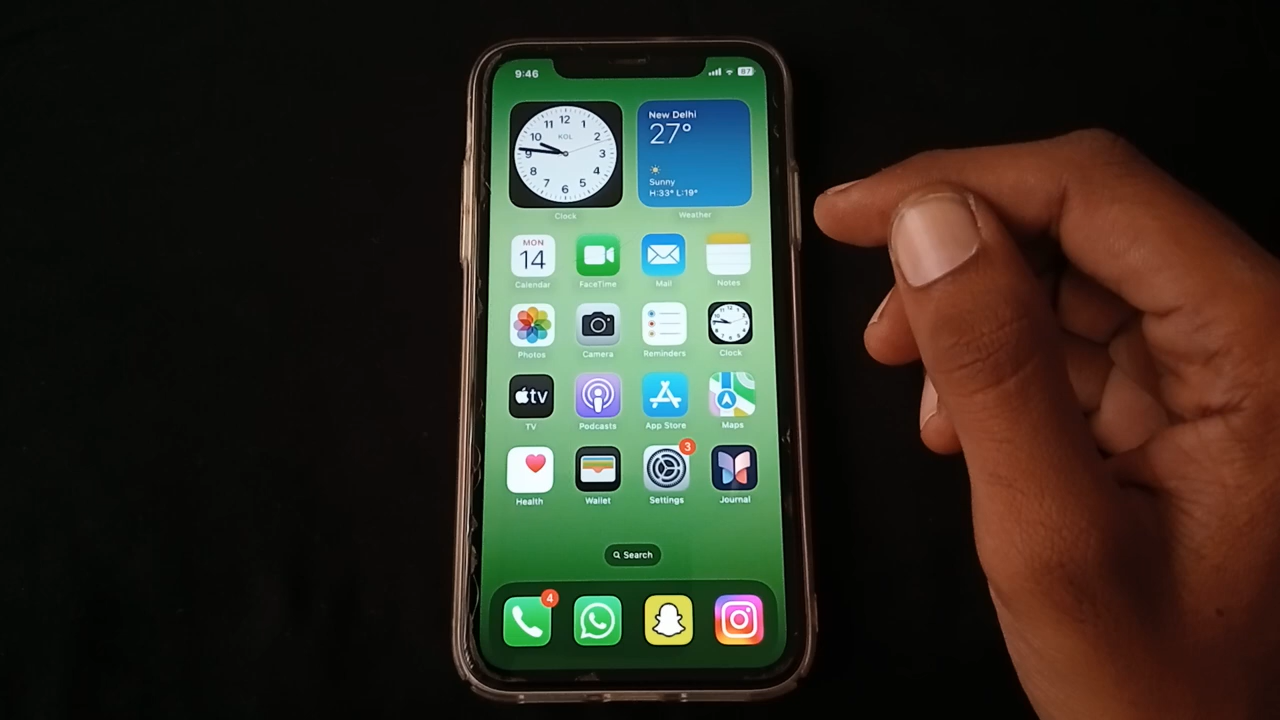 9:46
87
12
11
1
10
KOL
2
9
3
8
4
7
5
6
New Delhi
27°
Sunny
H:33° L:19°
Clock
Weather
MON
14
Calendar
FaceTime
Mail
Notes
Photos
Camera
Reminders
Clock
tv
TV
Podcasts
App Store
Maps
3
Health
Wallet
Settings
Journal
Search
4